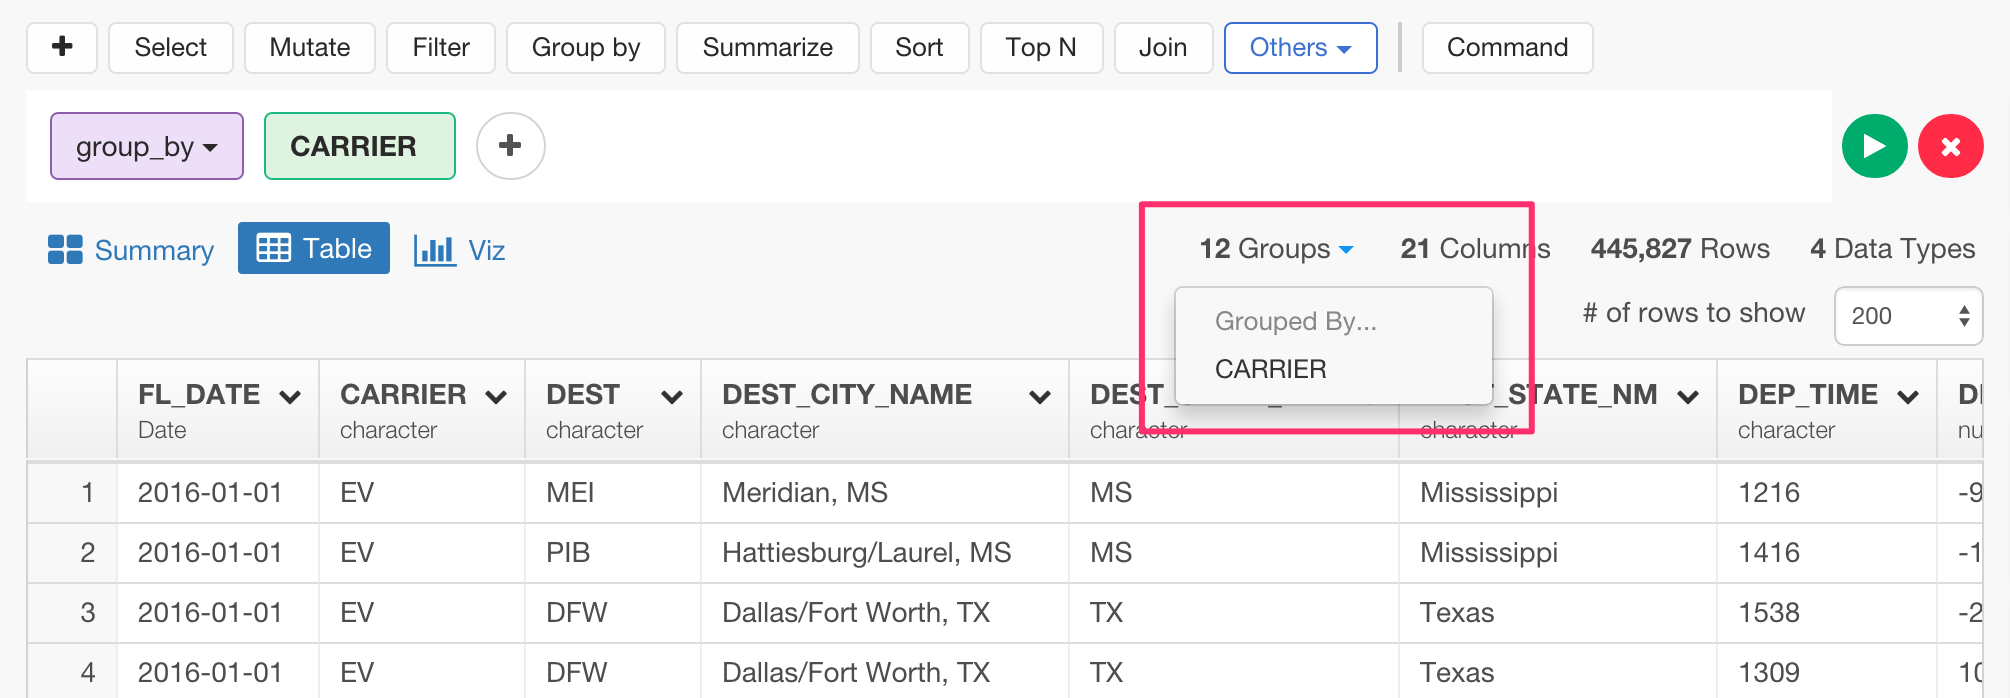 Select Mutate Filter Group by Summarize Sort Top N Join Others Command
group_by CARRIER
Summary Table Viz 12 Groups 21 Columns 445,827 Rows 4 Data Types
# of rows to show 200
Grouped By...
CARRIER
FL_DATE CARRIER DEST DEST_CITY_NAME STATE_NM DEP_TIME
Date character character character character character character
1 2016-01-01 EV MEI Meridian, MS MS Mississippi 1216 -9
2 2016-01-01 EV PIB Hattiesburg/Laurel, MS MS Mississippi 1416 -1
3 2016-01-01 EV DFW Dallas/Fort Worth, TX TX Texas 1538 -2
4 2016-01-01 EV DFW Dallas/Fort Worth, TX TX Texas 1309 10